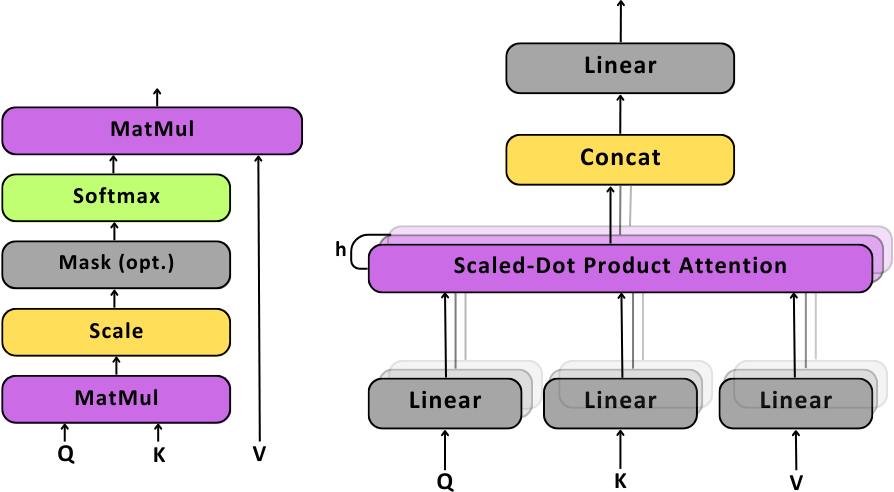 MatMul
Softmax
Mask (opt.)
Scale
MatMul
Q K V
Linear
Concat
h
Scaled-Dot Product Attention
Linear Linear Linear
Q K V